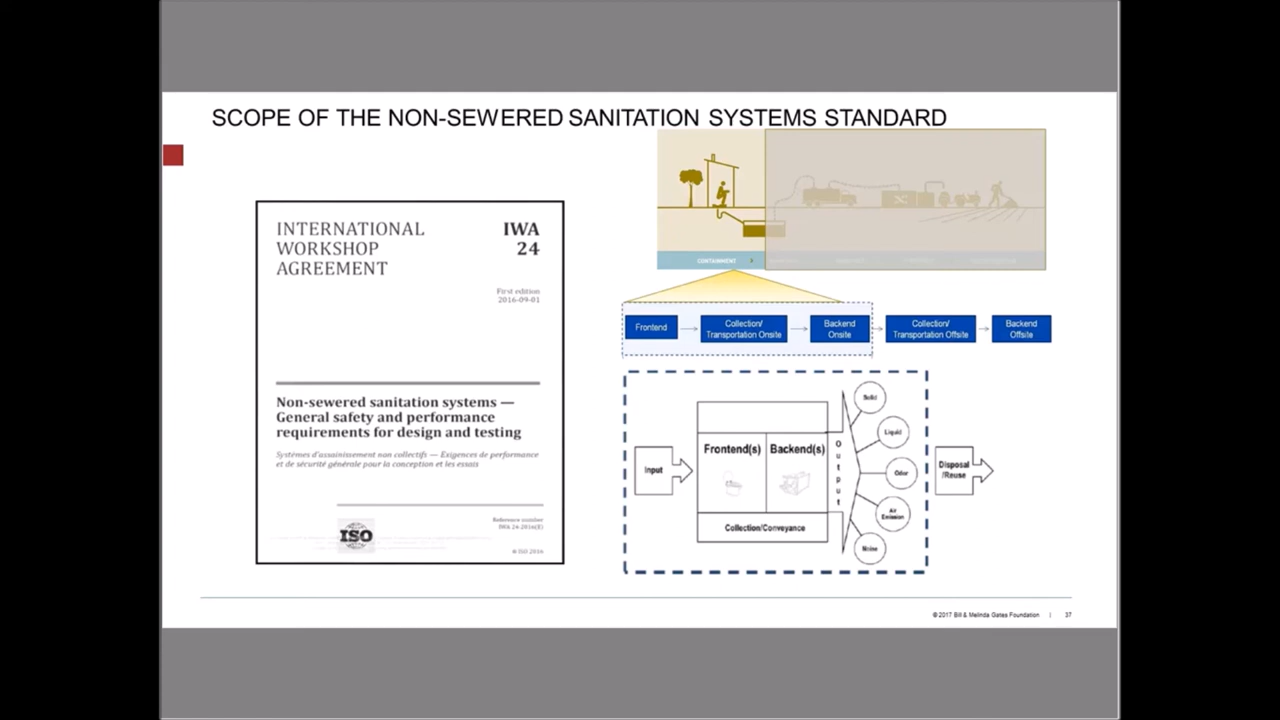 SCOPE OF THE NON-SEWERED SANITATION SYSTEMS STANDARD
INTERNATIONAL
WORKSHOP
AGREEMENT
IWA
24
First edition
2016-09-01
Non-sewered sanitation systems —
General safety and performance
requirements for design and testing
Systèmes d'assainissement non collectifs — Exigences de performance
et de sécurité générale pour la conception et les essais
ISO
Reference number
IWA 24:2016(E)
© ISO 2016
CONTAINMENT
Frontend
Collection/
Transportation Onsite
Backend
Onsite
Collection/
Transportation Offsite
Backend
Offsite
Input
Frontend(s)
Backend(s)
Collection/Conveyance
Output
Solid
Liquid
Odor
Air
Emission
Noise
Disposal
/Reuse
© 2017 Bill & Melinda Gates Foundation | 37